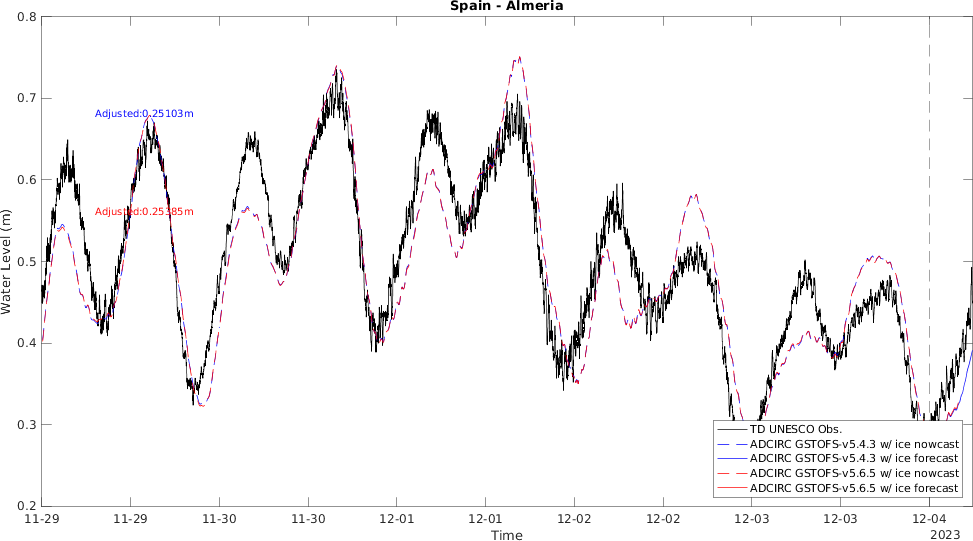 Spain - Almeria
0.8
0.7
0.6
0.5
0.4
0.3
0.2
Water Level (m)
Adjusted:0.25103m
Adjusted:0.25385m
TD UNESCO Obs.
ADCIRC GSTOFS-v5.4.3 w/ ice nowcast
ADCIRC GSTOFS-v5.4.3 w/ ice forecast
ADCIRC GSTOFS-v5.6.5 w/ ice nowcast
ADCIRC GSTOFS-v5.6.5 w/ ice forecast
11-29 11-29 11-30 11-30 12-01 12-01 12-02 12-02 12-03 12-03 12-04
2023
Time